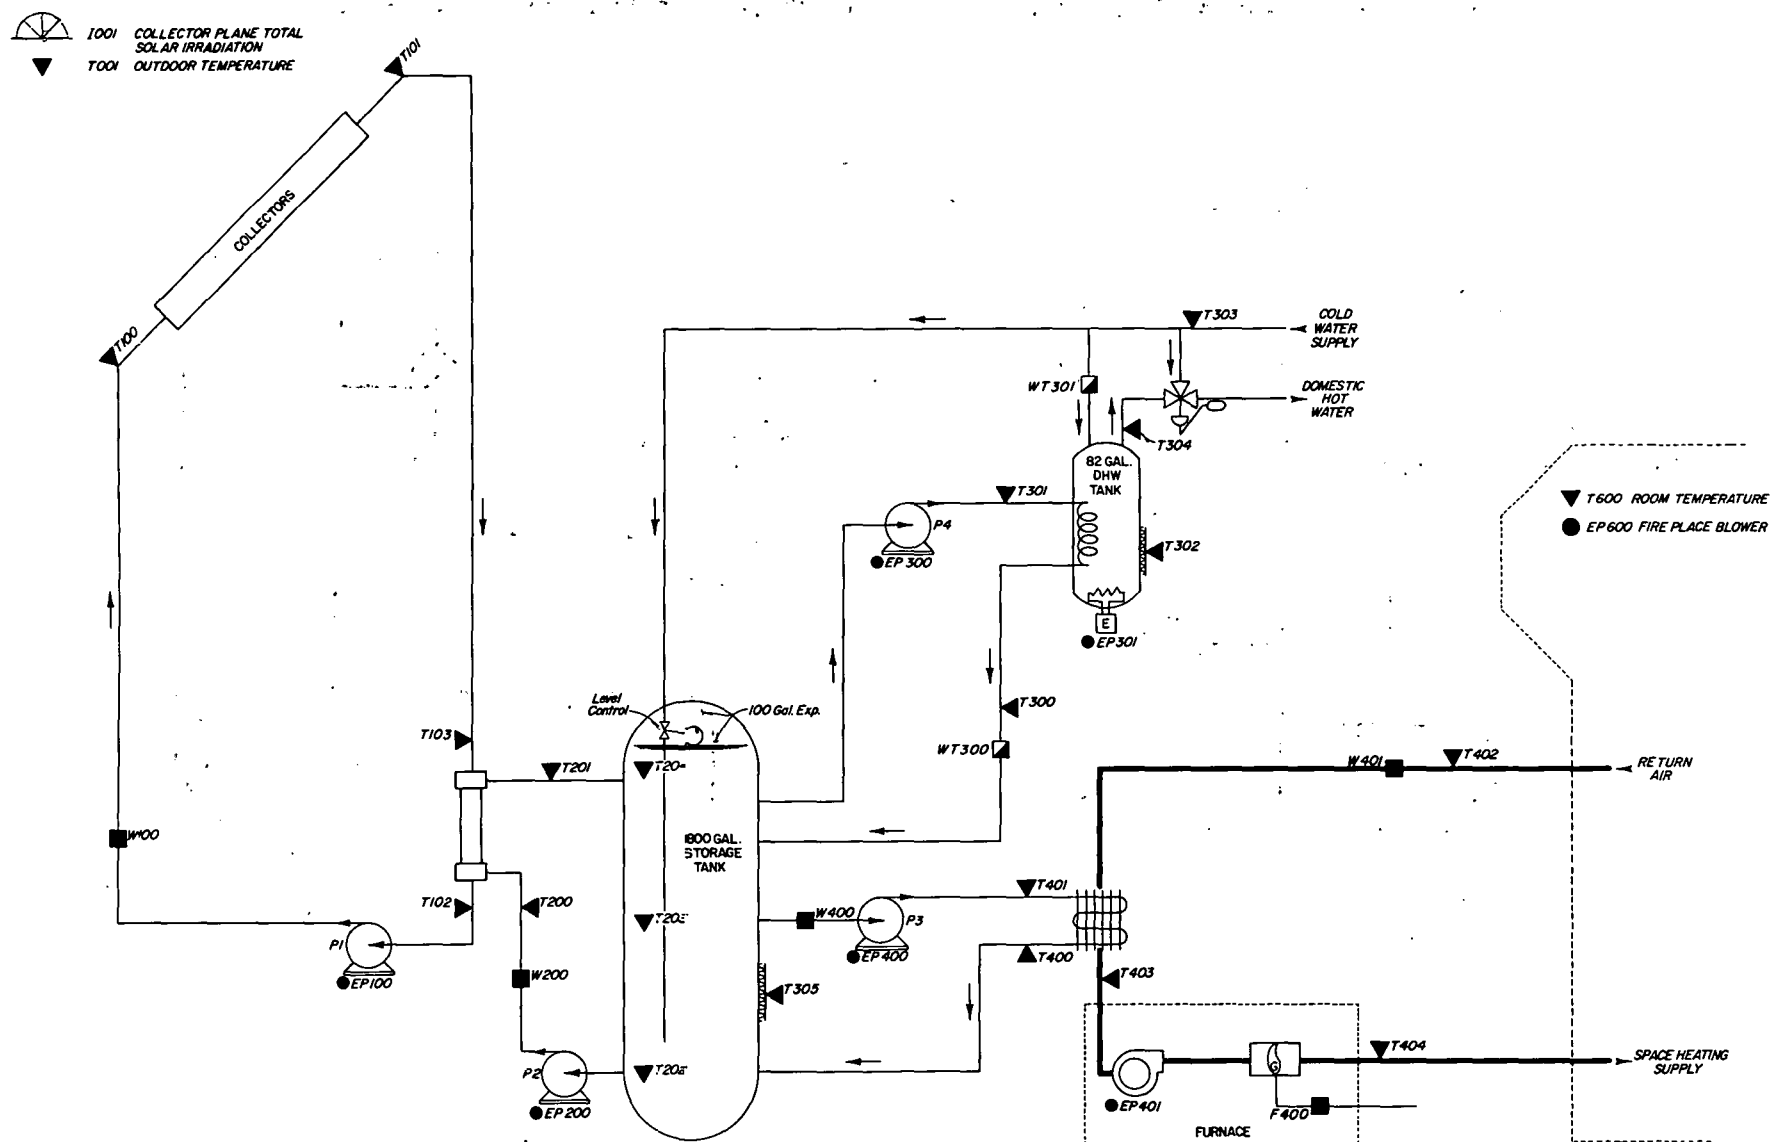 I001 COLLECTOR PLANE TOTAL
SOLAR IRRADIATION
T001 OUTDOOR TEMPERATURE
T101
COLLECTORS
T100
T303
COLD
WATER
SUPPLY
WT301
DOMESTIC
HOT
WATER
T304
82 GAL.
DHW
TANK
T301
P4
T302
EP300
E
EP301
T600 ROOM TEMPERATURE
EP600 FIRE PLACE BLOWER
Level
Control
100 Gal. Exp.
T300
T103
WT300
T201
T402
W401
RETURN
AIR
W100
1800 GAL.
STORAGE
TANK
T401
T102
T200
W400
P3
P1
EP400
T400
T403
EP100
W200
T305
P2
T404
SPACE HEATING
SUPPLY
EP200
EP401
F400
FURNACE